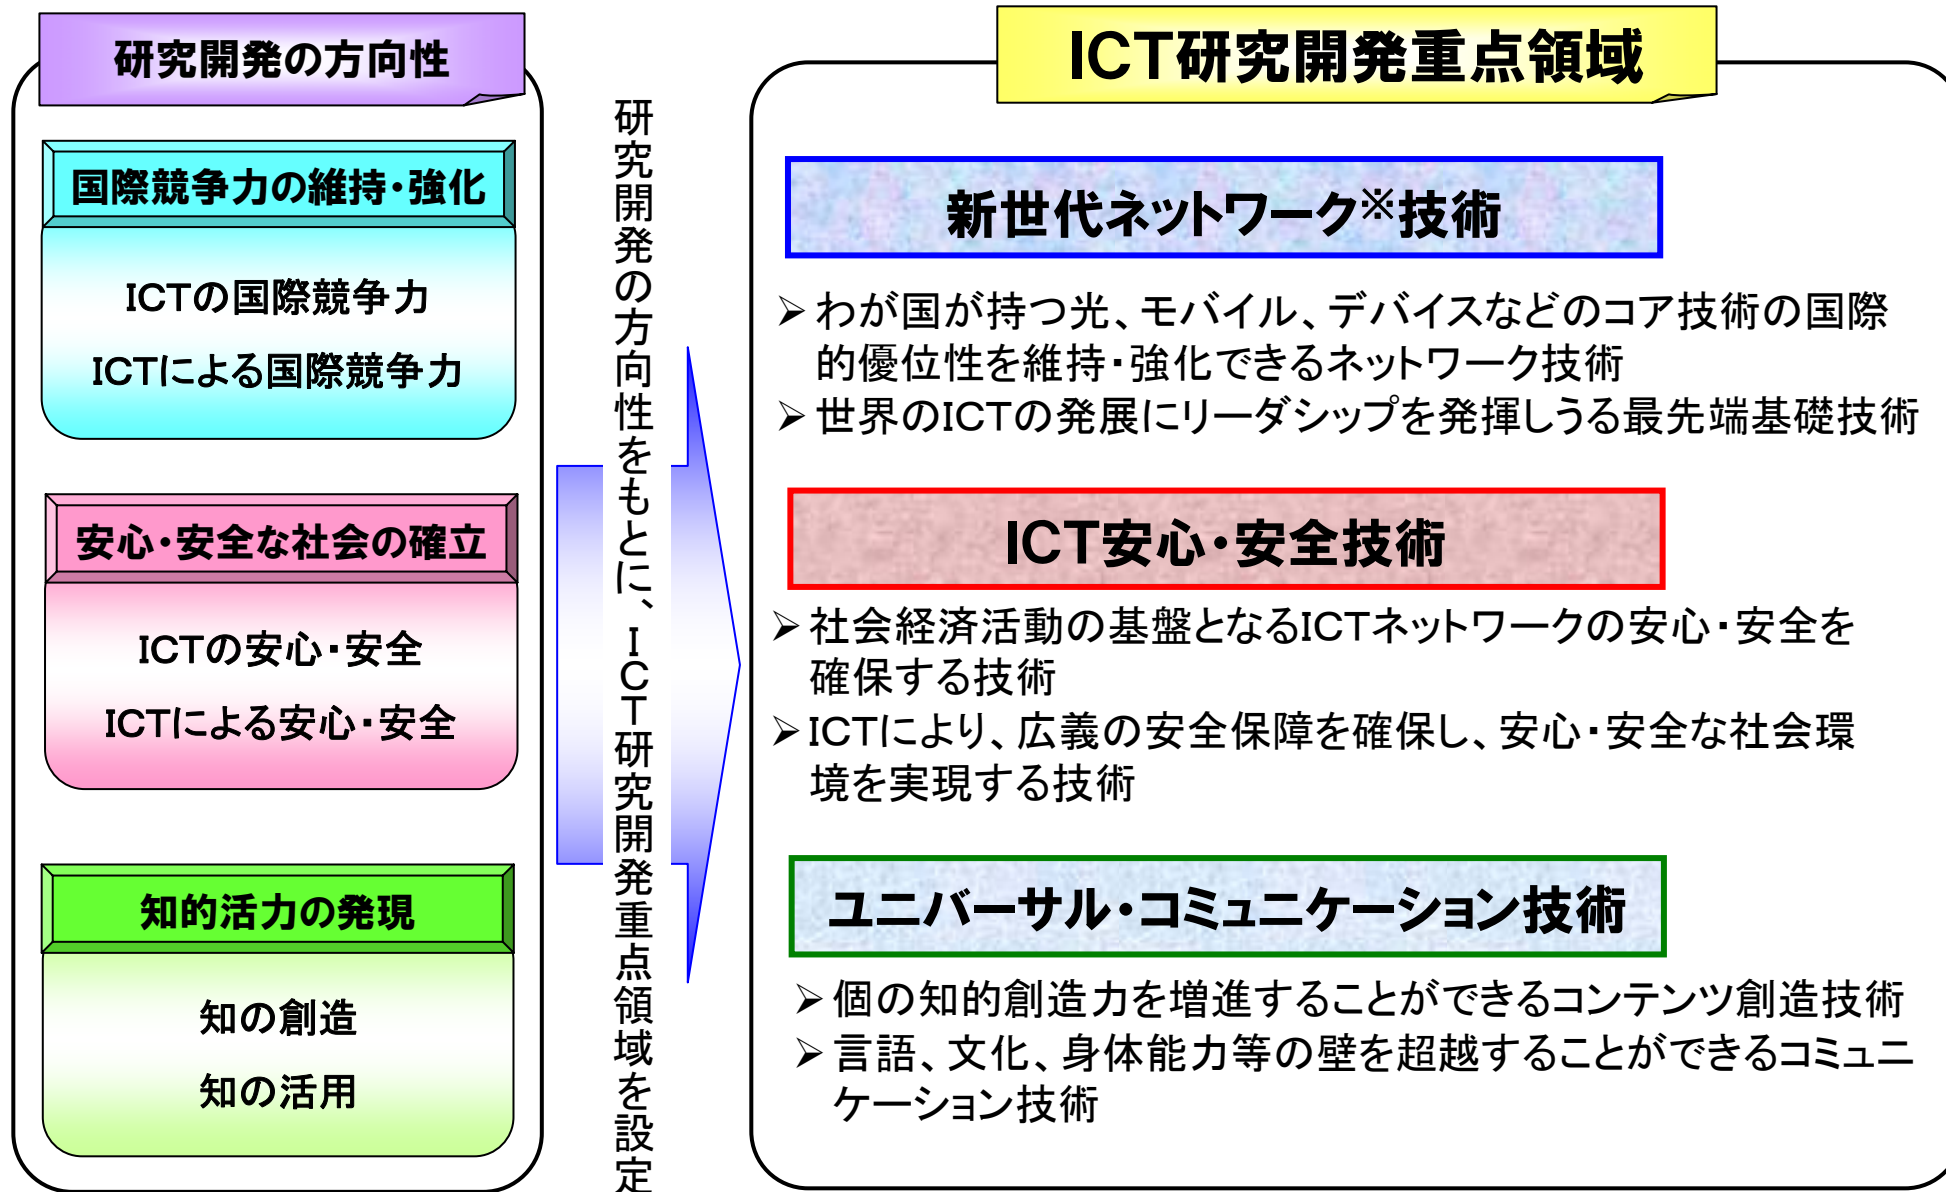 研究開発の方向性
国際競争力の維持・強化
ICTの国際競争力
ICTによる国際競争力
安心・安全な社会の確立
ICTの安心・安全
ICTによる安心・安全
知的活力の発現
知の創造
知の活用
研究開発の方向性をもとに、ICT研究開発重点領域を設定
ICT研究開発重点領域
新世代ネットワーク※技術
➢わが国が持つ光、モバイル、デバイスなどのコア技術の国際
的優位性を維持・強化できるネットワーク技術
➢世界のICTの発展にリーダシップを発揮しうる最先端基礎技術
ICT安心・安全技術
➢社会経済活動の基盤となるICTネットワークの安心・安全を
確保する技術
➢ICTにより、広義の安全保障を確保し、安心・安全な社会環
境を実現する技術
ユニバーサル・コミュニケーション技術
➢個の知的創造力を増進することができるコンテンツ創造技術
➢言語、文化、身体能力等の壁を超越することができるコミュニ
ケーション技術